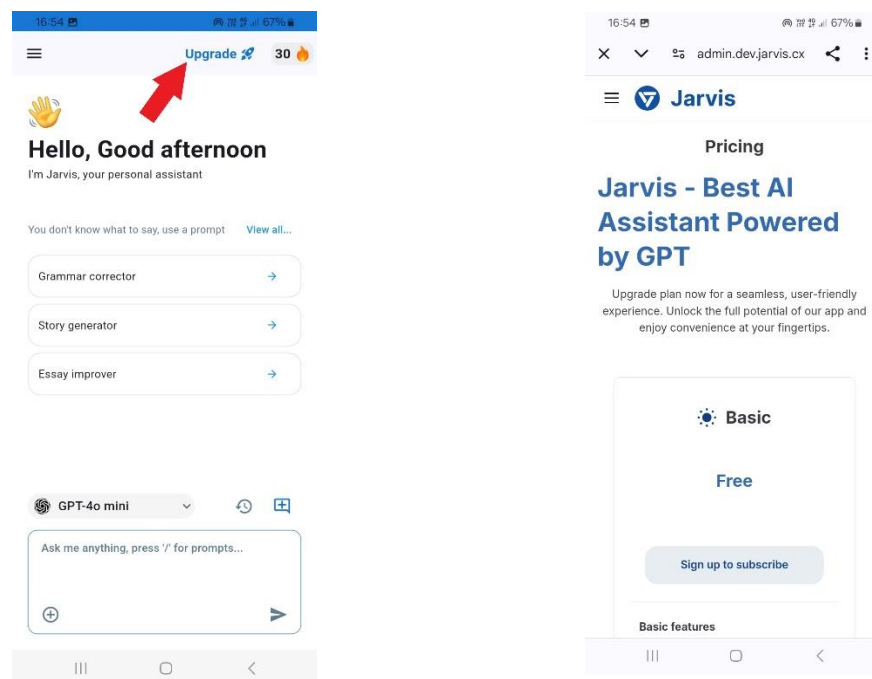 16:54
67%
Upgrade
30
Hello, Good afternoon
I'm Jarvis, your personal assistant
You don't know what to say, use a prompt
View all...
Grammar corrector
Story generator
Essay improver
GPT-4o mini
Ask me anything, press '/' for prompts...
16:54
67%
admin.dev.jarvis.cx
Jarvis
Pricing
Jarvis - Best AI
Assistant Powered
by GPT
Upgrade plan now for a seamless, user-friendly
experience. Unlock the full potential of our app and
enjoy convenience at your fingertips.
Basic
Free
Sign up to subscribe
Basic features